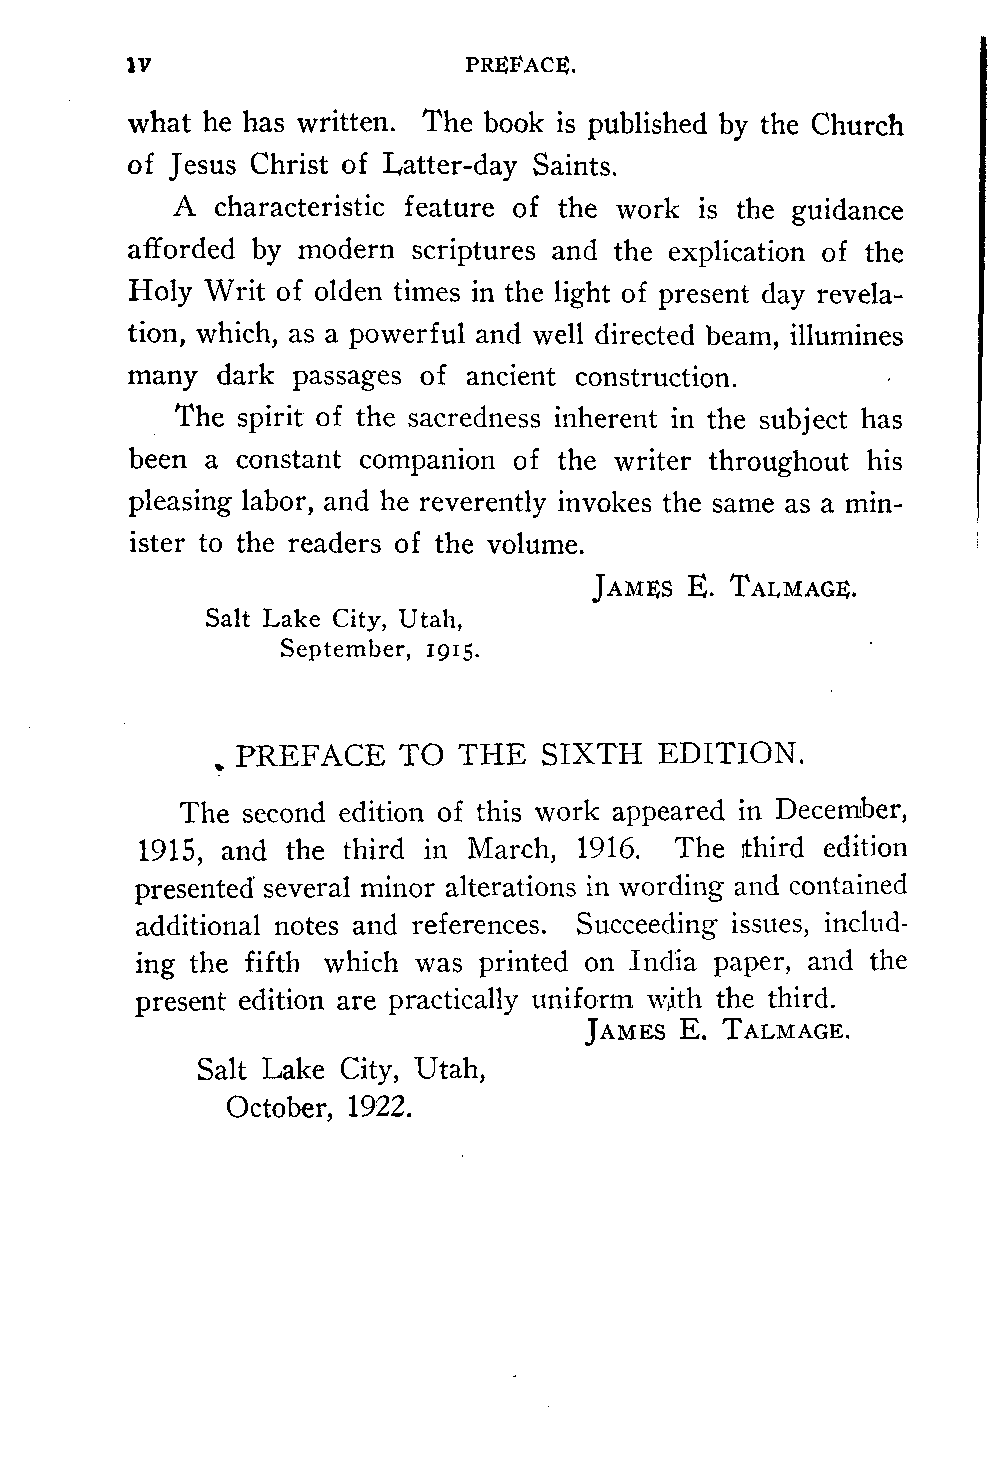 iv PREFACE.
what he has written. The book is published by the Church
of Jesus Christ of Latter-day Saints.
A characteristic feature of the work is the guidance
afforded by modern scriptures and the explication of the
Holy Writ of olden times in the light of present day revela-
tion, which, as a powerful and well directed beam, illumines
many dark passages of ancient construction.
The spirit of the sacredness inherent in the subject has
been a constant companion of the writer throughout his
pleasing labor, and he reverently invokes the same as a min-
ister to the readers of the volume.
JAMES E. TALMAGE.
Salt Lake City, Utah,
September, 1915.
PREFACE TO THE SIXTH EDITION.
The second edition of this work appeared in December,
1915, and the third in March, 1916. The third edition
presented several minor alterations in wording and contained
additional notes and references. Succeeding issues, includ-
ing the fifth which was printed on India paper, and the
present edition are practically uniform with the third.
JAMES E. TALMAGE.
Salt Lake City, Utah,
October, 1922.